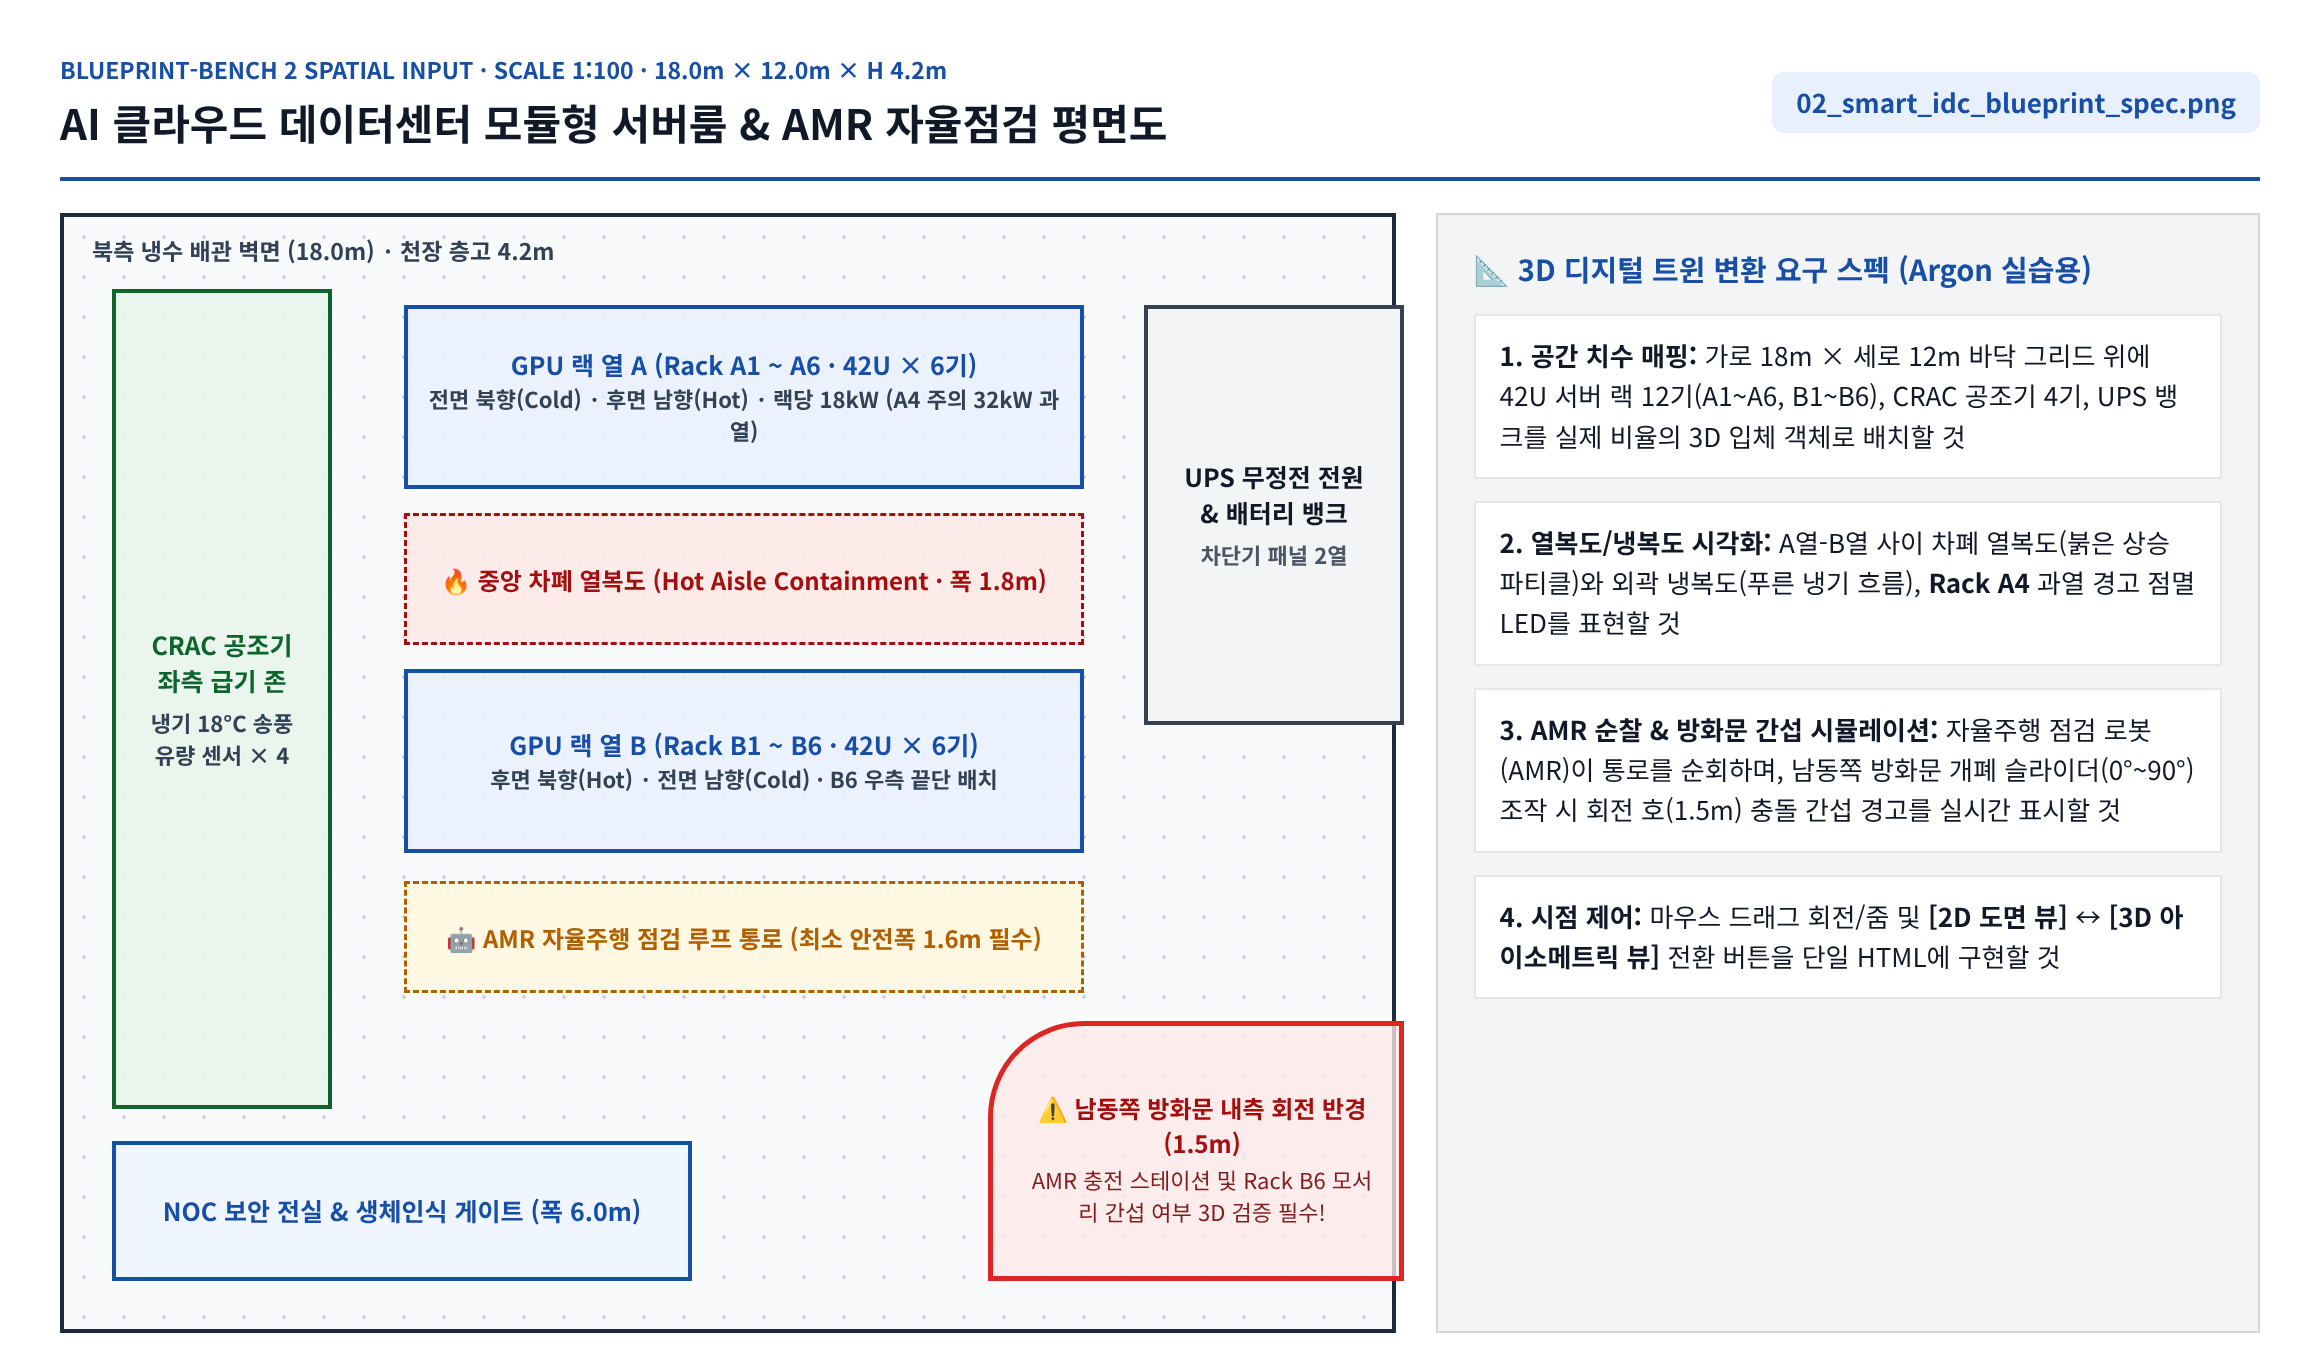 BLUEPRINT-BENCH 2 SPATIAL INPUT · SCALE 1:100 · 18.0m × 12.0m × H 4.2m
AI 클라우드 데이터센터 모듈형 서버룸 & AMR 자율점검 평면도
02_smart_idc_blueprint_spec.png
북측 냉수 배관 벽면 (18.0m) · 천장 층고 4.2m
CRAC 공조기
좌측 급기 존
냉기 18°C 송풍
유량 센서 × 4
GPU 랙 열 A (Rack A1 ~ A6 · 42U × 6기)
전면 북향(Cold) · 후면 남향(Hot) · 랙당 18kW (A4 주의 32kW 과
열)
🔥 중앙 차폐 열복도 (Hot Aisle Containment · 폭 1.8m)
GPU 랙 열 B (Rack B1 ~ B6 · 42U × 6기)
후면 북향(Hot) · 전면 남향(Cold) · B6 우측 끝단 배치
🤖 AMR 자율주행 점검 루프 통로 (최소 안전폭 1.6m 필수)
UPS 무정전 전원
& 배터리 뱅크
차단기 패널 2열
⚠️ 남동쪽 방화문 내측 회전 반경
(1.5m)
AMR 충전 스테이션 및 Rack B6 모서
리 간섭 여부 3D 검증 필수!
NOC 보안 전실 & 생체인식 게이트 (폭 6.0m)
📐 3D 디지털 트윈 변환 요구 스펙 (Argon 실습용)
1. 공간 치수 매핑: 가로 18m × 세로 12m 바닥 그리드 위에
42U 서버 랙 12기(A1~A6, B1~B6), CRAC 공조기 4기, UPS 뱅
크를 실제 비율의 3D 입체 객체로 배치할 것
2. 열복도/냉복도 시각화: A열-B열 사이 차폐 열복도(붉은 상승
파티클)와 외곽 냉복도(푸른 냉기 흐름), Rack A4 과열 경고 점멸
LED를 표현할 것
3. AMR 순찰 & 방화문 간섭 시뮬레이션: 자율주행 점검 로봇
(AMR)이 통로를 순회하며, 남동쪽 방화문 개폐 슬라이더(0°~90°)
조작 시 회전 호(1.5m) 충돌 간섭 경고를 실시간 표시할 것
4. 시점 제어: 마우스 드래그 회전/줌 및 [2D 도면 뷰] ↔ [3D 아
이소메트릭 뷰] 전환 버튼을 단일 HTML에 구현할 것